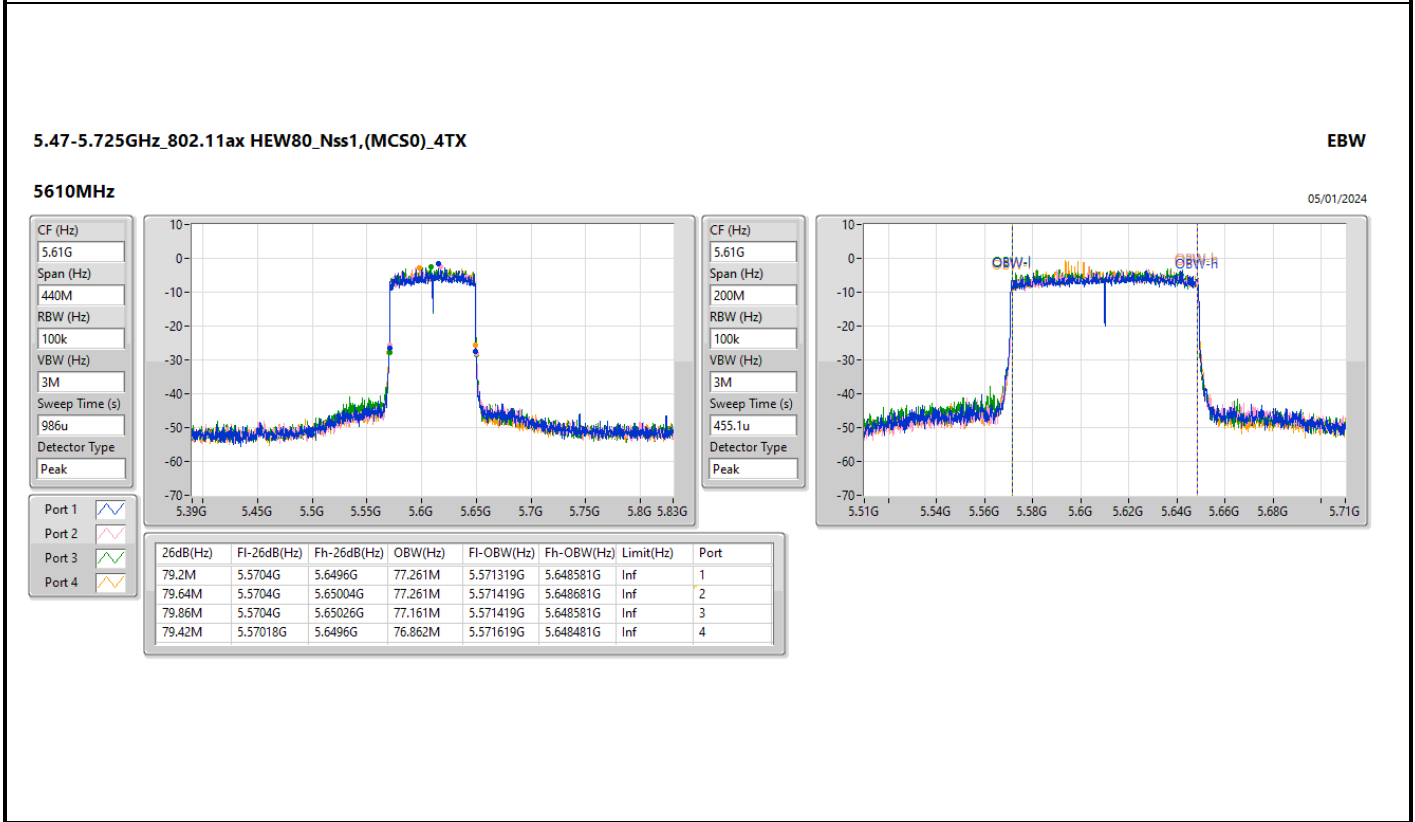 5.47-5.725GHz_802.11ax HEW80_Nss1,(MCS0)_4TX
EBW
5610MHz
05/01/2024
CF (Hz)
5.61G
Span (Hz)
440M
RBW (Hz)
100k
VBW (Hz)
3M
Sweep Time (s)
986u
Detector Type
Peak
Port 1
Port 2
Port 3
Port 4
10
0
-10
-20
-30
-40
-50
-60
-70
5.39G 5.45G 5.5G 5.55G 5.6G 5.65G 5.7G 5.75G 5.8G 5.83G
CF (Hz)
5.61G
Span (Hz)
200M
RBW (Hz)
100k
VBW (Hz)
3M
Sweep Time (s)
455.1u
Detector Type
Peak
10
0
-10
-20
-30
-40
-50
-60
-70
OBW-l
OBW-h
5.51G 5.54G 5.56G 5.58G 5.6G 5.62G 5.64G 5.66G 5.68G 5.71G
26dB(Hz) Fl-26dB(Hz) Fh-26dB(Hz) OBW(Hz) Fl-OBW(Hz) Fh-OBW(Hz) Limit(Hz) Port
79.2M 5.5704G 5.6496G 77.261M 5.571319G 5.648581G Inf 1
79.64M 5.5704G 5.65004G 77.261M 5.571419G 5.648681G Inf 2
79.86M 5.5704G 5.65026G 77.161M 5.571419G 5.648581G Inf 3
79.42M 5.57018G 5.6496G 76.862M 5.571619G 5.648481G Inf 4